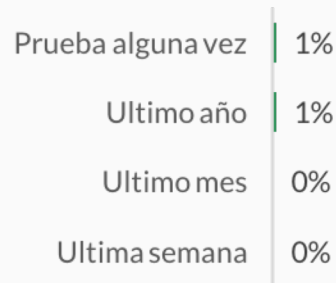 Prueba alguna vez 1%
Ultimo año 1%
Ultimo mes 0%
Ultima semana 0%